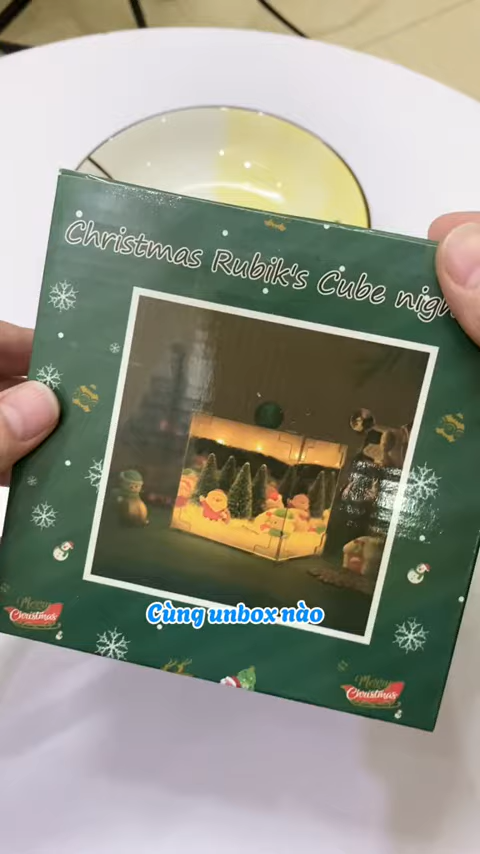 Christmas Rubik's Cube nigh
Cùng unbox nào
Merry
Christmas
Merry
Christmas